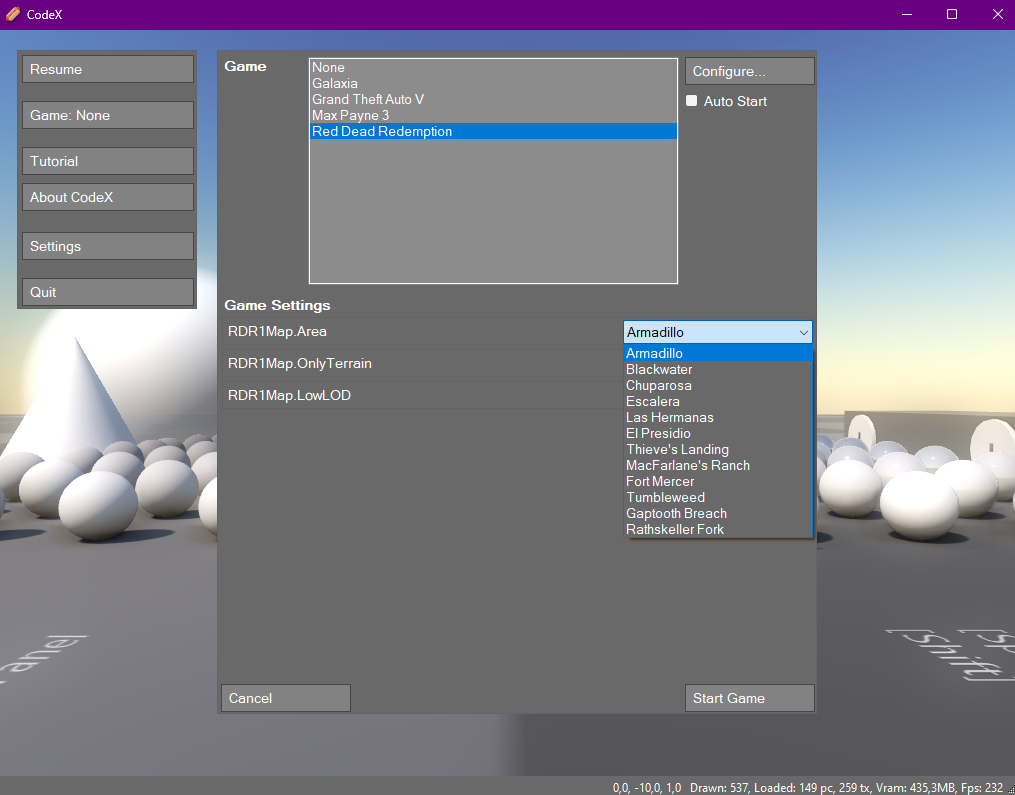 CodeX
Resume
Game: None
Tutorial
About CodeX
Settings
Quit
Game
None
Galaxia
Grand Theft Auto V
Max Payne 3
Red Dead Redemption
Configure...
Auto Start
Game Settings
RDR1Map.Area
Armadillo
RDR1Map.OnlyTerrain
RDR1Map.LowLOD
Armadillo
Blackwater
Chuparosa
Escalera
Las Hermanas
El Presidio
Thieve's Landing
MacFarlane's Ranch
Fort Mercer
Tumbleweed
Gaptooth Breach
Rathskeller Fork
[Shift]
Cancel
Start Game
0,0, -10,0, 1,0 Drawn: 537, Loaded: 149 pc, 259 tx, Vram: 435,3MB, Fps: 232